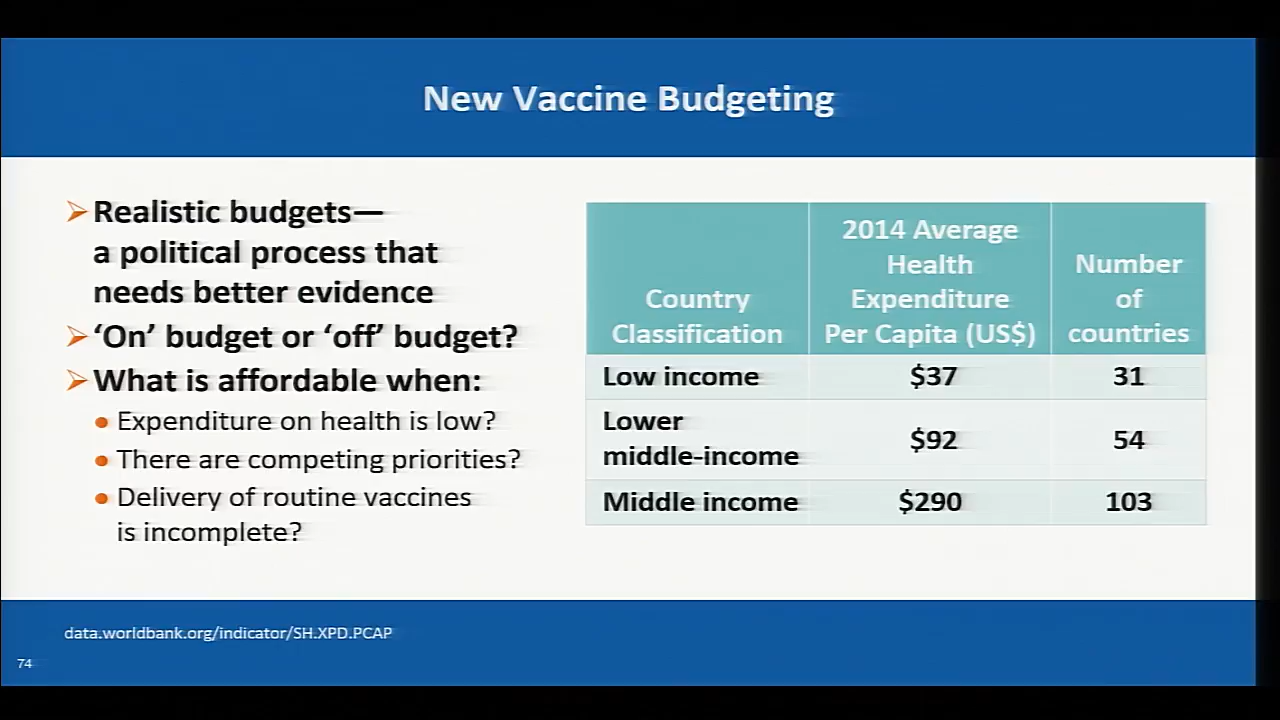 New Vaccine Budgeting
Realistic budgets—
a political process that
needs better evidence
‘On’ budget or ‘off’ budget?
What is affordable when:
Expenditure on health is low?
There are competing priorities?
Delivery of routine vaccines
is incomplete?
Country
Classification
2014 Average
Health
Expenditure
Per Capita (US$)
Number
of
countries
Low income $37 31
Lower
middle-income $92 54
Middle income $290 103
data.worldbank.org/indicator/SH.XPD.PCAP
74